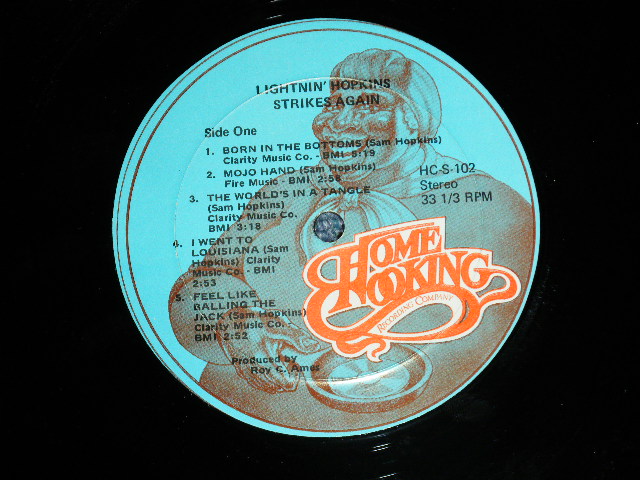 LIGHTNIN' HOPKINS
STRIKES AGAIN
Side One
1. BORN IN THE BOTTOMS (Sam Hopkins)
Clarity Music Co. - BMI 5:19
2. MOJO HAND (Sam Hopkins)
Fire Music - BMI 2:58
3. THE WORLD'S IN A TANGLE
(Sam Hopkins)
Clarity Music Co. -
BMI 3:18
4. I WENT TO
LOUISIANA (Sam
Hopkins) Clarity
Music Co. - BMI
2:53
5. FEEL LIKE
BALLING THE
JACK (Sam Hopkins)
Clarity Music Co. -
BMI 2:52
Produced by
Roy C. Ames
HC-S-102
Stereo
33 1/3 RPM
HOME
COOKING
RECORDING COMPANY